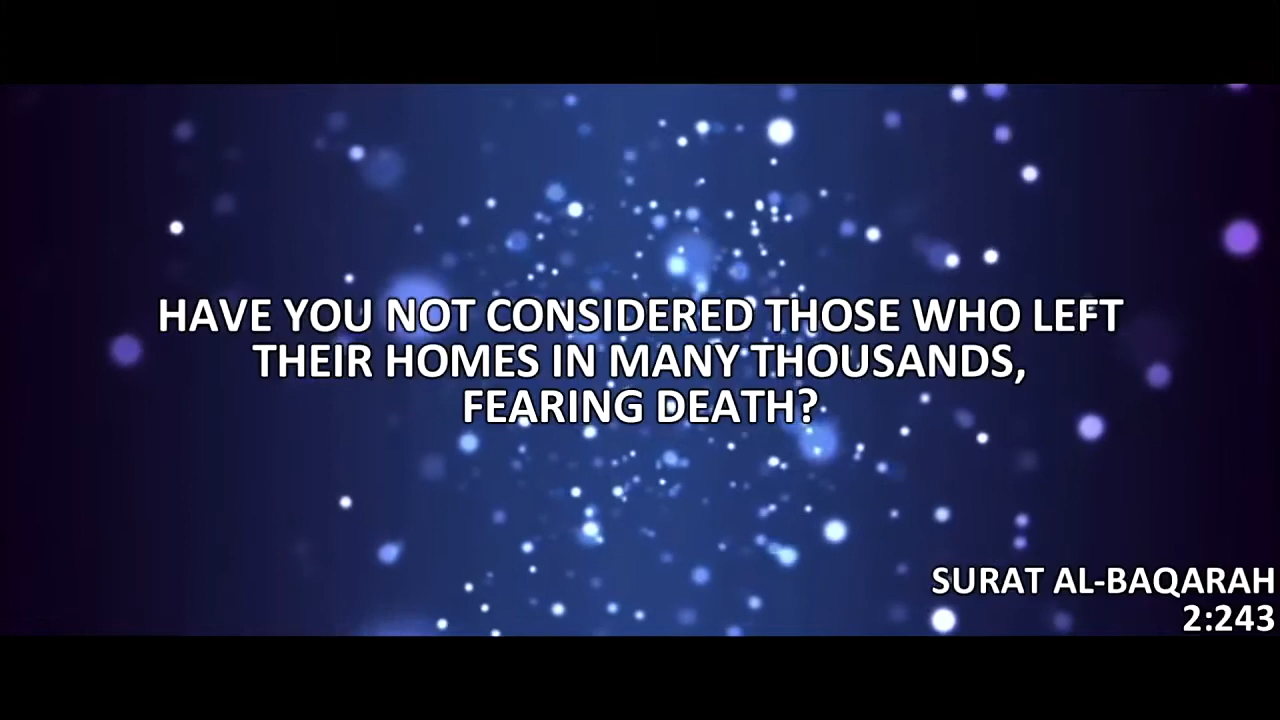 HAVE YOU NOT CONSIDERED THOSE WHO LEFT
THEIR HOMES IN MANY THOUSANDS,
FEARING DEATH?
SURAT AL-BAQARAH
2:243